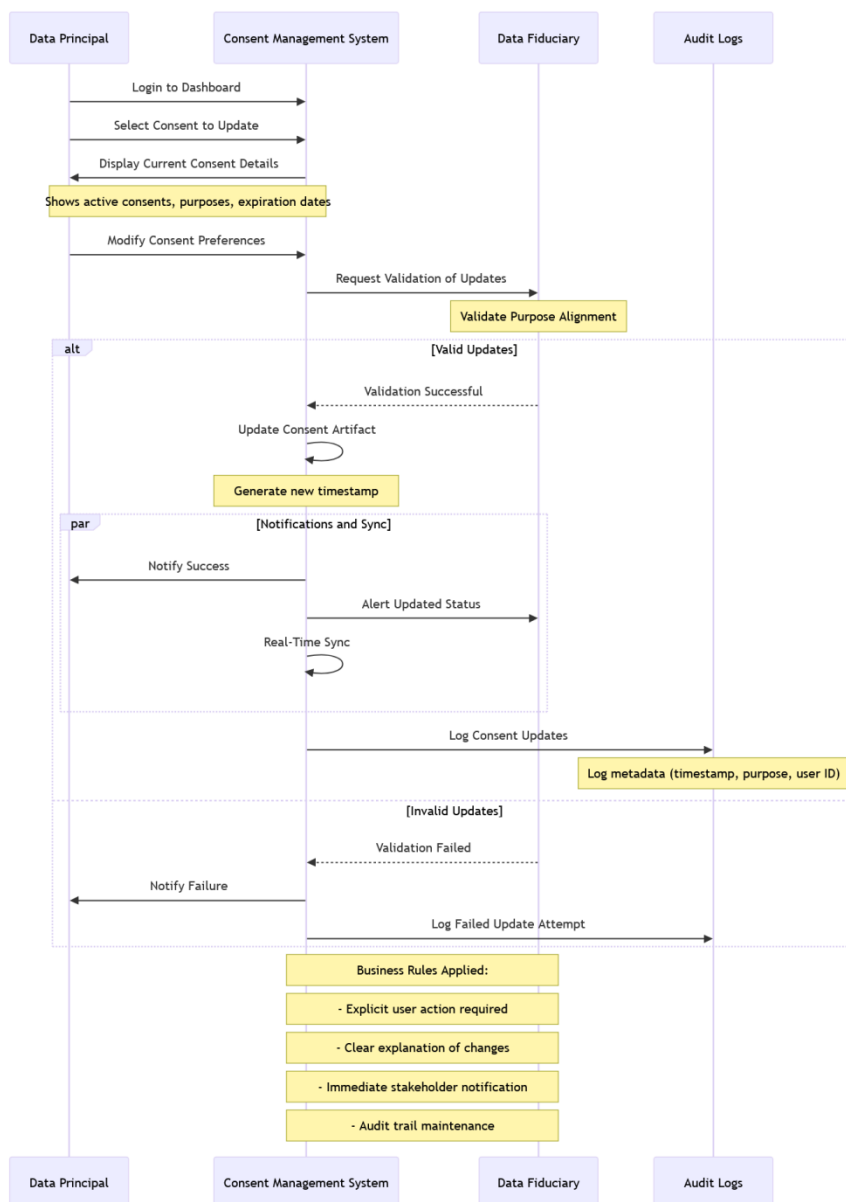 Data Principal
Consent Management System
Data Fiduciary
Audit Logs
Login to Dashboard
Select Consent to Update
Display Current Consent Details
Shows active consents, purposes, expiration dates
Modify Consent Preferences
Request Validation of Updates
Validate Purpose Alignment
alt
[Valid Updates]
Validation Successful
Update Consent Artifact
Generate new timestamp
par
[Notifications and Sync]
Notify Success
Alert Updated Status
Real-Time Sync
Log Consent Updates
Log metadata (timestamp, purpose, user ID)
[Invalid Updates]
Validation Failed
Notify Failure
Log Failed Update Attempt
Business Rules Applied:
- Explicit user action required
- Clear explanation of changes
- Immediate stakeholder notification
- Audit trail maintenance
Data Principal
Consent Management System
Data Fiduciary
Audit Logs